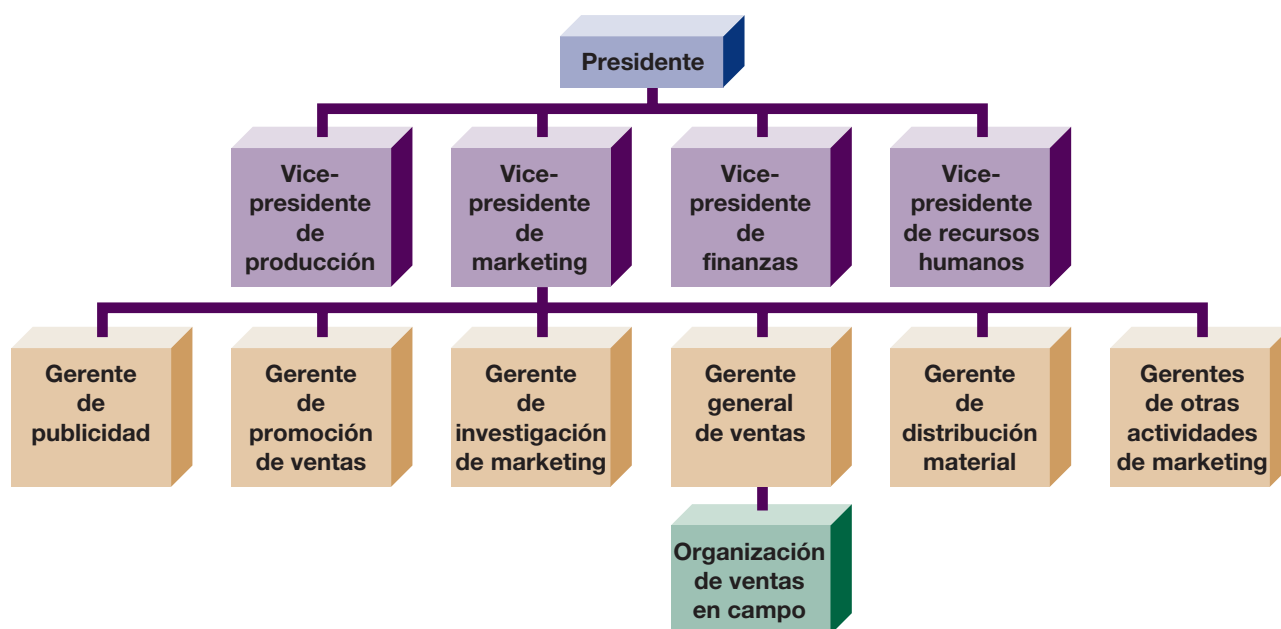 Presidente
Vice-
presidente
de
producción
Vice-
presidente
de
marketing
Vice-
presidente
de
finanzas
Vice-
presidente
de recursos
humanos
Gerente
de
publicidad
Gerente
de
promoción
de ventas
Gerente
de
investigación
de marketing
Gerente
general
de ventas
Gerente
de
distribución
material
Gerentes
de otras
actividades
de marketing
Organización
de ventas
en campo